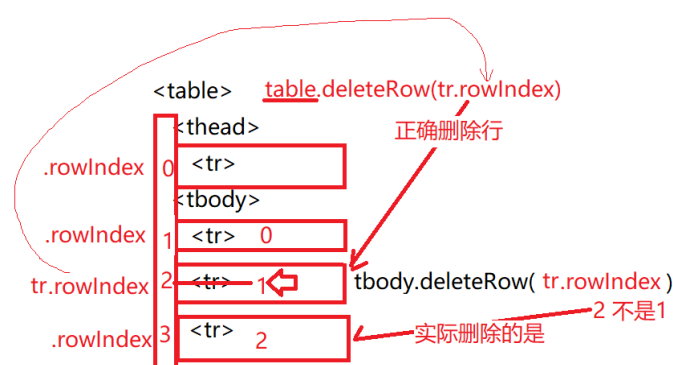 <table> table.deleteRow(tr.rowIndex)
<thead> 正确删除行
.rowIndex 0 <tr>
<tbody>
.rowIndex 1 <tr> 0
tr.rowIndex 2 <tr> 1 tbody.deleteRow( tr.rowIndex )
2 不是1
.rowIndex 3 <tr> 2 实际删除的是